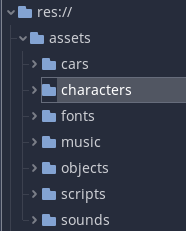 res://
assets
cars
characters
fonts
music
objects
scripts
sounds